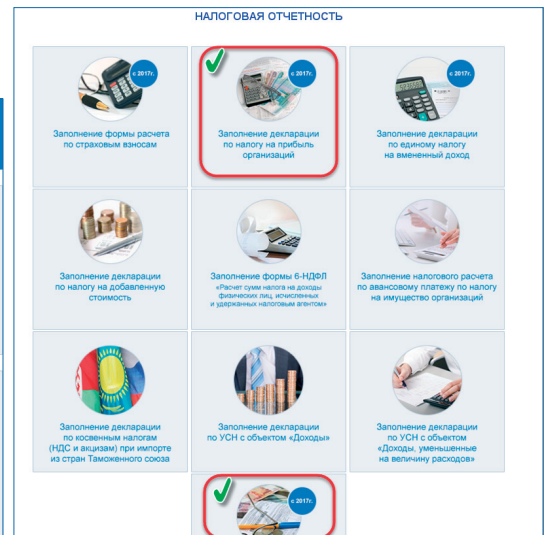 НАЛОГОВАЯ ОТЧЕТНОСТЬ
с 2017г.
Заполнение формы расчета
по страховым взносам
с 2017г.
Заполнение декларации
по налогу на прибыль
организаций
с 2017г.
Заполнение декларации
по единому налогу
на вмененный доход
Заполнение декларации
по налогу на добавленную
стоимость
Заполнение формы 6-НДФЛ
«Расчет сумм налога на доходы
физических лиц, исчисленных
и удержанных налоговым агентом»
Заполнение налогового расчета
по авансовому платежу по налогу
на имущество организаций
Заполнение декларации
по косвенным налогам
(НДС и акцизам) при импорте
из стран Таможенного союза
Заполнение декларации
по УСН с объектом «Доходы»
Заполнение декларации
по УСН с объектом
«Доходы, уменьшенные
на величину расходов»
с 2017г.